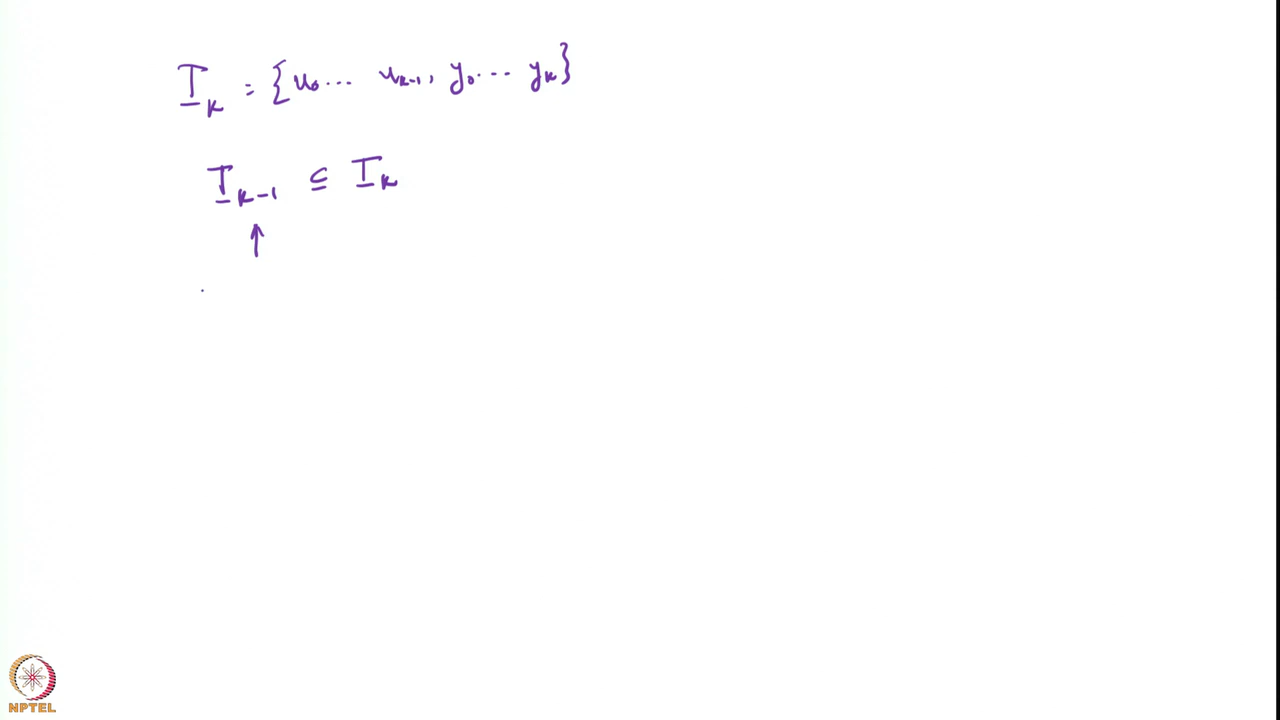 I_k = {u_0 ... u_{k-1}, y_0 ... y_k}
I_{k-1} ⊆ I_k
↑
NPTEL